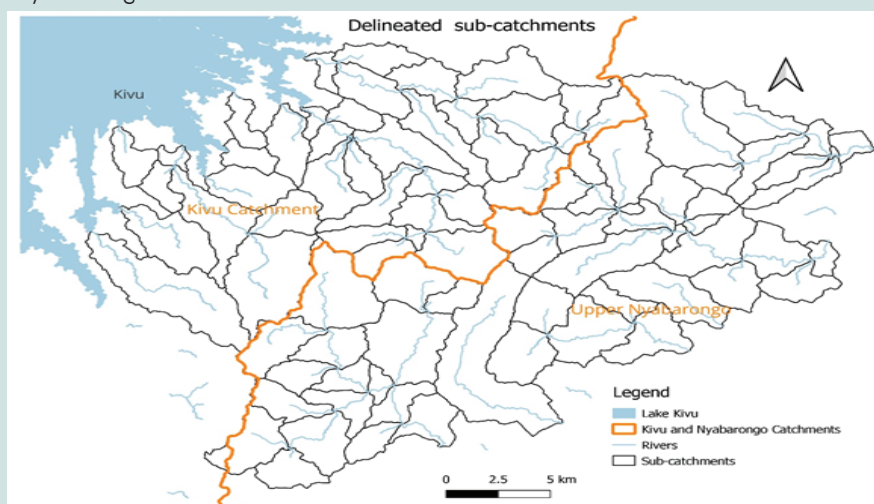 Delineated sub-catchments
Kivu
Kivu Catchment
Upper Nyabarongo
Legend
Lake Kivu
Kivu and Nyabarongo Catchments
Rivers
Sub-catchments
0 2.5 5 km